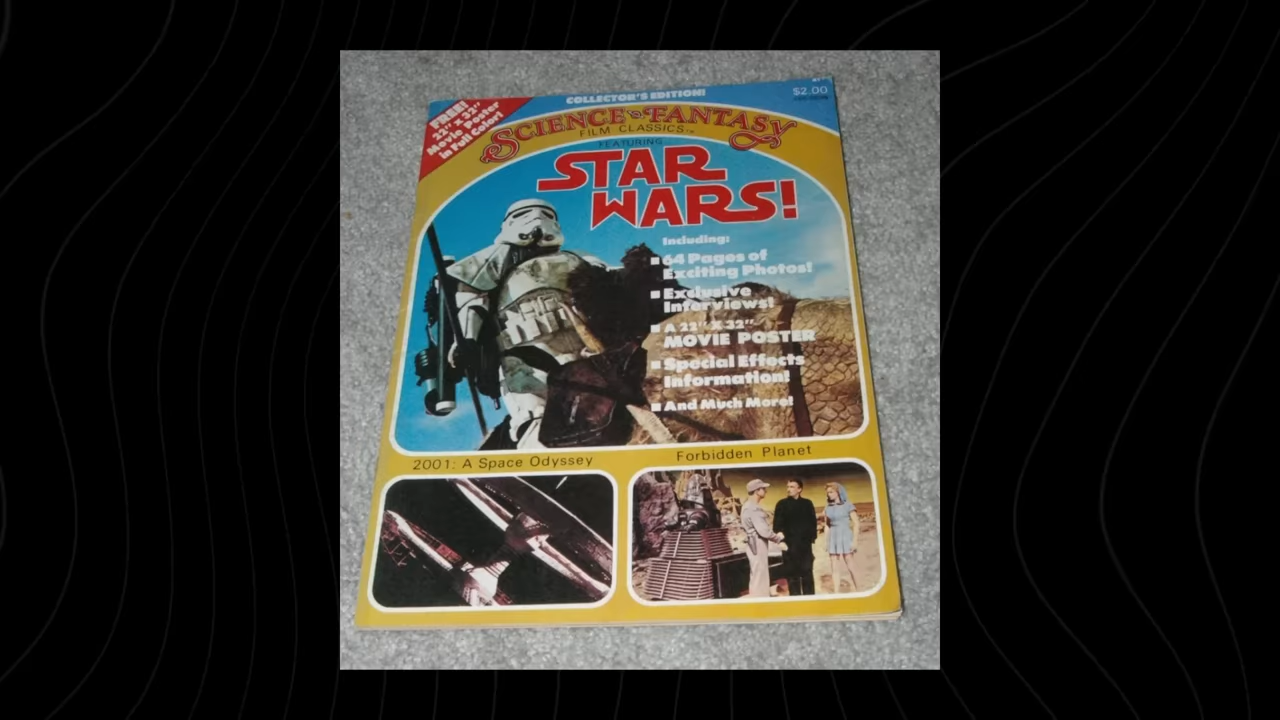 COLLECTOR'S EDITION!
$2.00
FREE!
22" X 32"
Movie Poster
in Full Color!
SCIENCE & FANTASY
FILM CLASSICS™
FEATURING
STAR
WARS!
Including:
■ 64 Pages of
Exciting Photos!
■ Exclusive
Interviews!
■ A 22" X 32"
MOVIE POSTER
■ Special Effects
Information!
■ And Much More!
2001: A Space Odyssey
Forbidden Planet